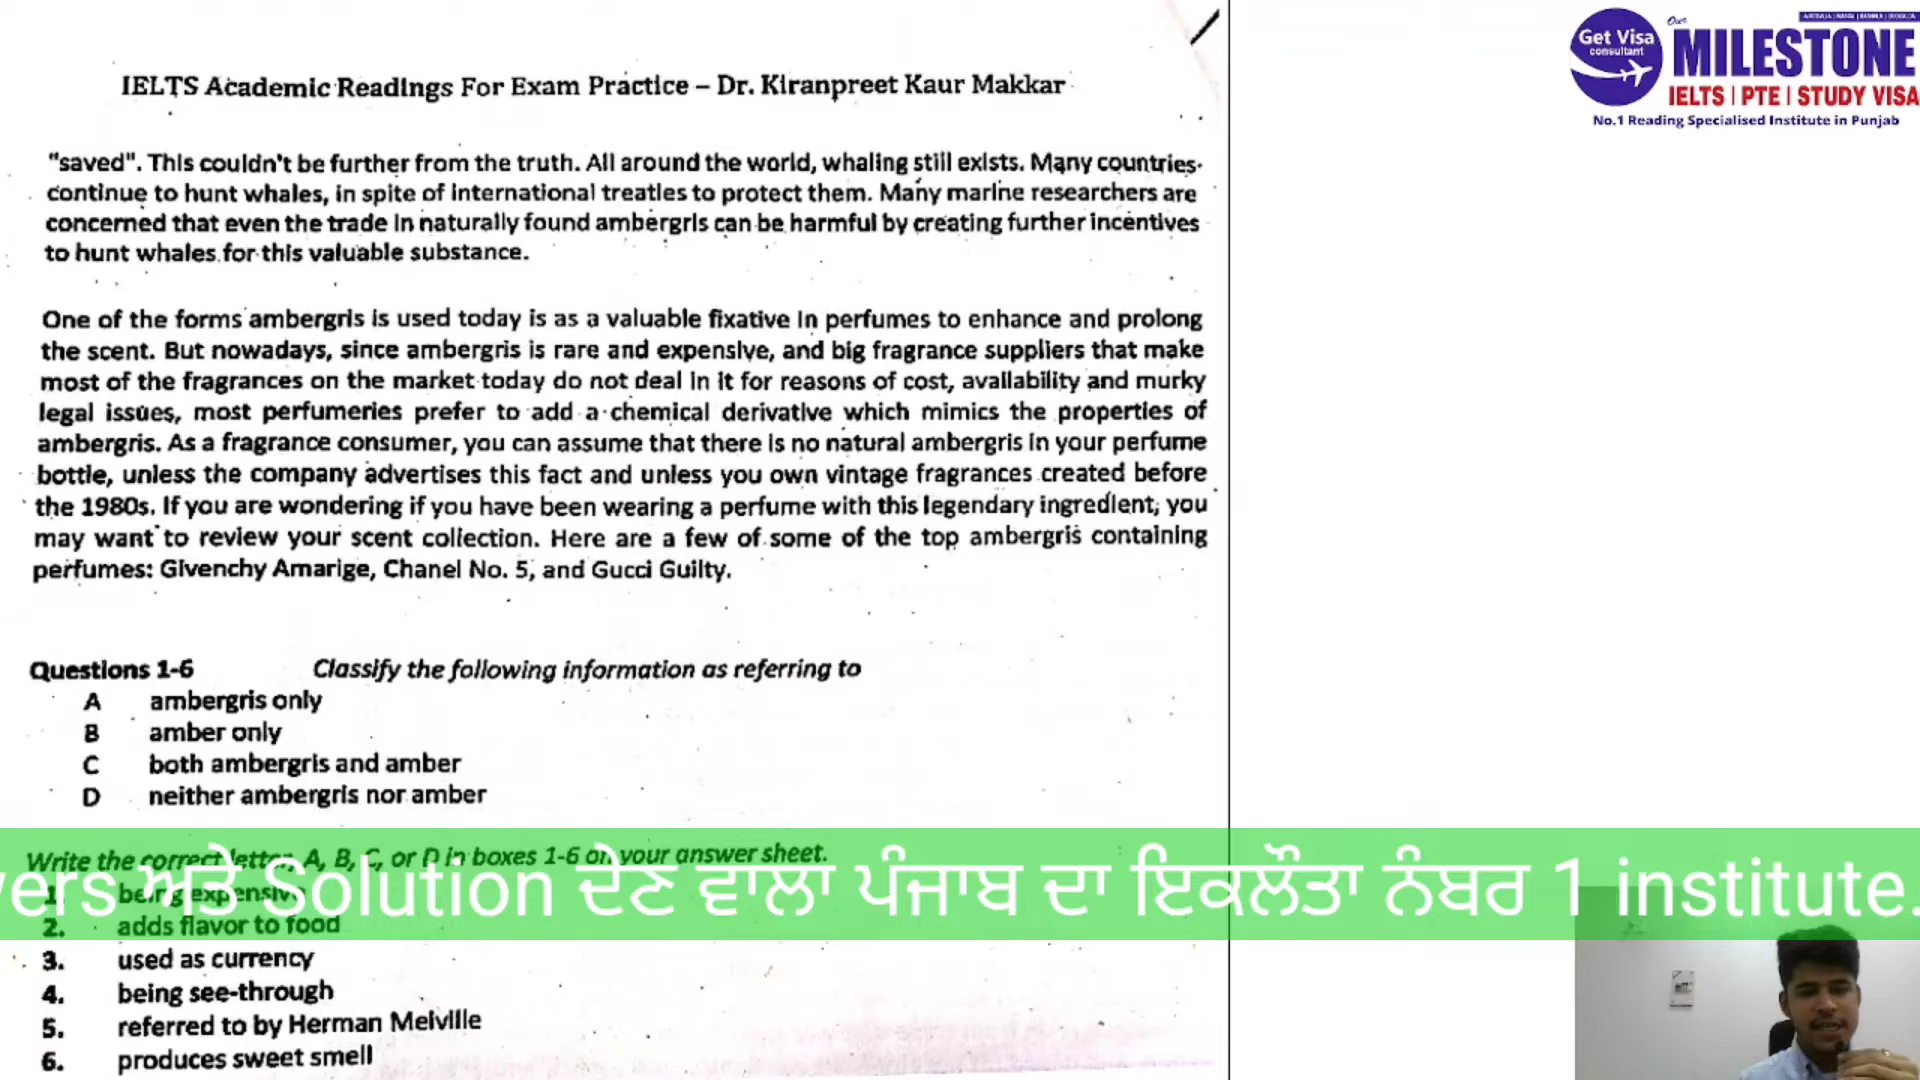 IELTS Academic Readings For Exam Practice – Dr. Kiranpreet Kaur Makkar
"saved". This couldn't be further from the truth. All around the world, whaling still exists. Many countries
continue to hunt whales, in spite of international treaties to protect them. Many marine researchers are
concerned that even the trade in naturally found ambergris can be harmful by creating further incentives
to hunt whales for this valuable substance.
One of the forms ambergris is used today is as a valuable fixative in perfumes to enhance and prolong
the scent. But nowadays, since ambergris is rare and expensive, and big fragrance suppliers that make
most of the fragrances on the market today do not deal in it for reasons of cost, availability and murky
legal issues, most perfumeries prefer to add a chemical derivative which mimics the properties of
ambergris. As a fragrance consumer, you can assume that there is no natural ambergris in your perfume
bottle, unless the company advertises this fact and unless you own vintage fragrances created before
the 1980s. If you are wondering if you have been wearing a perfume with this legendary ingredient, you
may want to review your scent collection. Here are a few of some of the top ambergris containing
perfumes: Givenchy Amarige, Chanel No. 5, and Gucci Guilty.
Questions 1-6 Classify the following information as referring to
A ambergris only
B amber only
C both ambergris and amber
D neither ambergris nor amber
Write the correct letter, A, B, C, or D in boxes 1-6 on your answer sheet.
1. being expensive
2. adds flavor to food
3. used as currency
4. being see-through
5. referred to by Herman Melville
6. produces sweet smell
vers ਅਤੇ Solution ਦੇਣ ਵਾਲਾ ਪੰਜਾਬ ਦਾ ਇਕਲੌਤਾ ਨੰਬਰ 1 institute.
Get Visa
consultant
Our
MILESTONE
IELTS | PTE | STUDY VISA
No.1 Reading Specialised Institute in Punjab